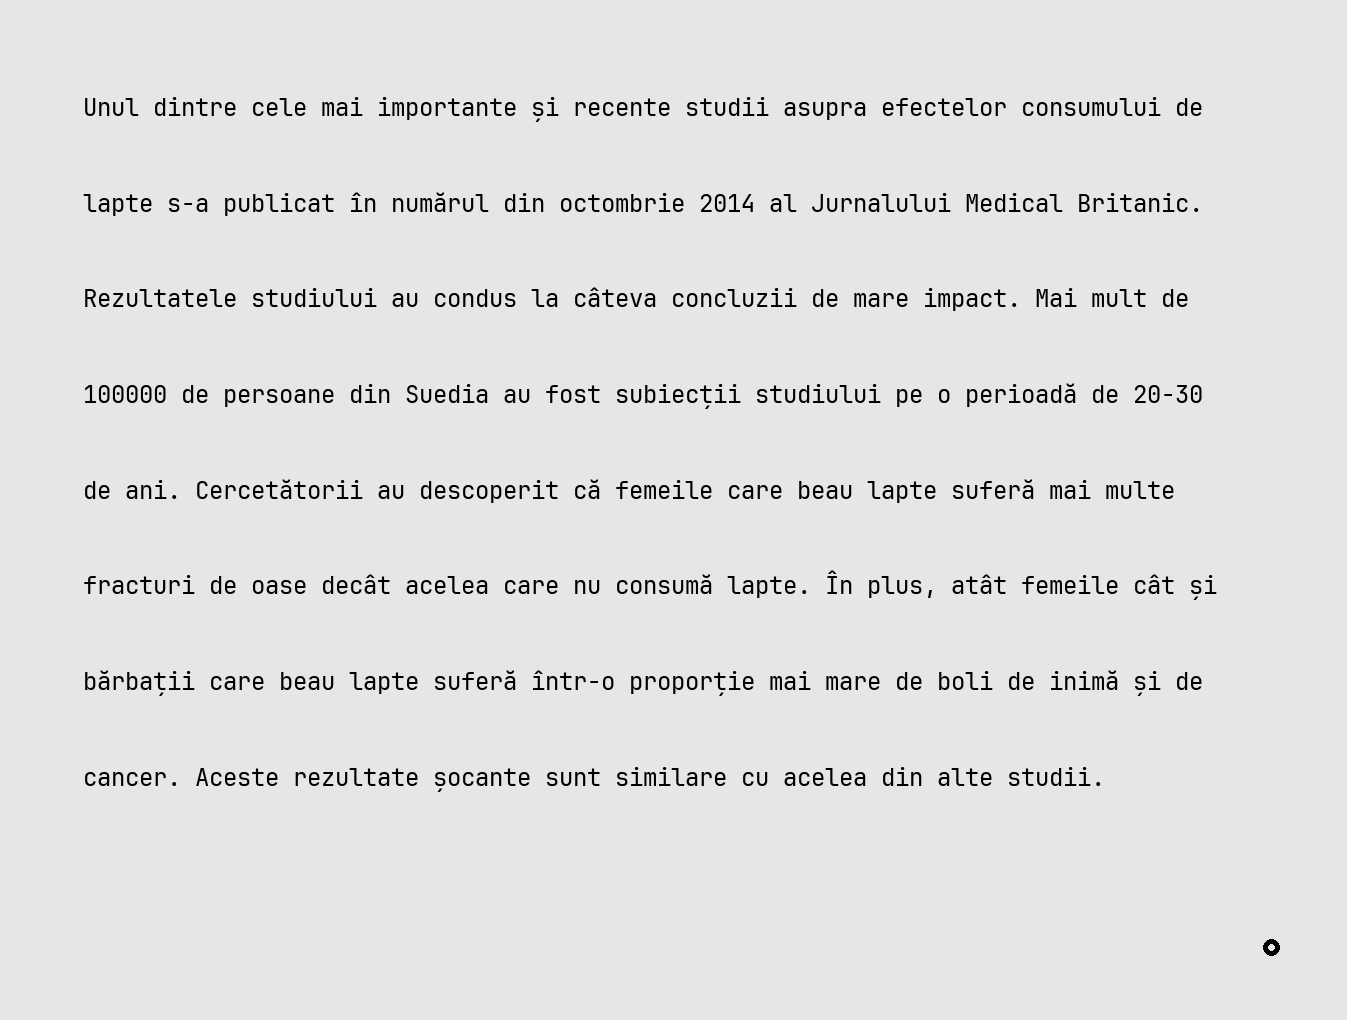 Unul dintre cele mai importante și recente studii asupra efectelor consumului de
lapte s-a publicat în numărul din octombrie 2014 al Jurnalului Medical Britanic.
Rezultatele studiului au condus la câteva concluzii de mare impact. Mai mult de
100000 de persoane din Suedia au fost subiecții studiului pe o perioadă de 20-30
de ani. Cercetătorii au descoperit că femeile care beau lapte suferă mai multe
fracturi de oase decât acelea care nu consumă lapte. În plus, atât femeile cât și
bărbații care beau lapte suferă într-o proporție mai mare de boli de inimă și de
cancer. Aceste rezultate șocante sunt similare cu acelea din alte studii.